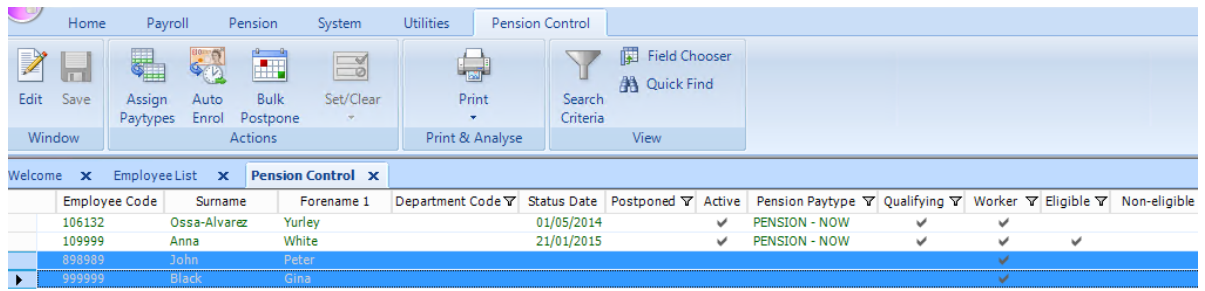 Home Payroll Pension System Utilities Pension Control
Edit Save Assign Paytypes Auto Enrol Bulk Postpone Set/Clear Print Search Criteria Field Chooser Quick Find
Window Actions Print & Analyse View
Welcome Employee List Pension Control
Employee Code Surname Forename 1 Department Code Status Date Postponed Active Pension Paytype Qualifying Worker Eligible Non-eligible
106132 Ossa-Alvarez Yurley 01/05/2014 PENSION - NOW
109999 Anna White 21/01/2015 PENSION - NOW
898989 John Peter
999999 Black Gina